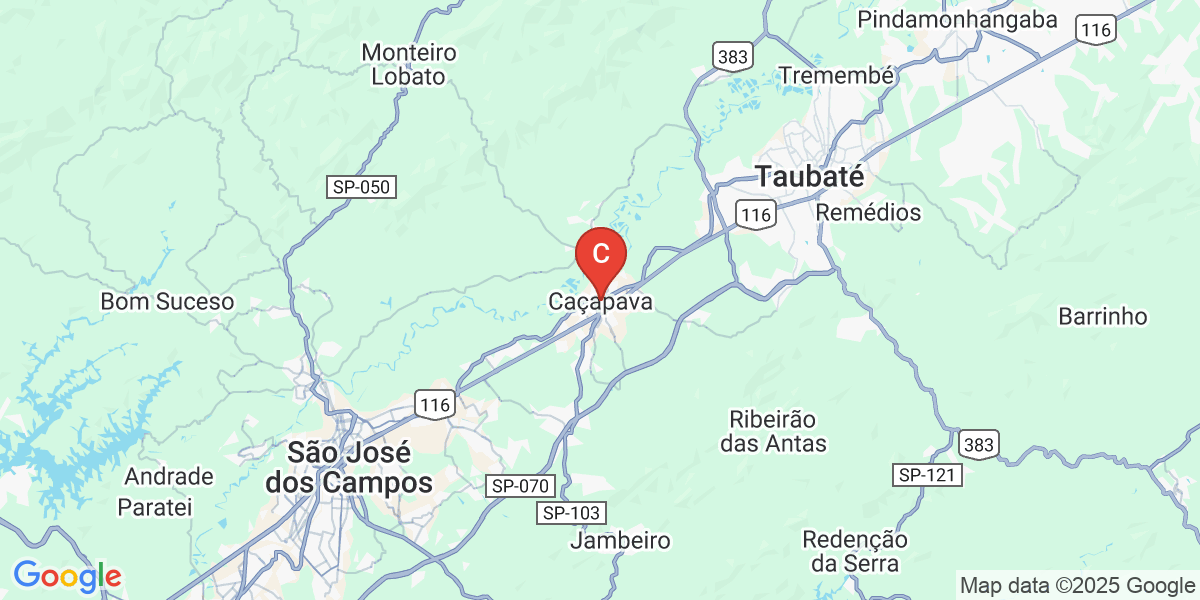 Pindamonhangaba
116
Monteiro
Lobato
383
Tremembé
Taubaté
SP-050
116
Remédios
C
Bom Suceso
Caçapava
Barrinho
116
Ribeirão
das Antas
383
São José
dos Campos
Andrade
SP-070
SP-121
Paratei
SP-103
Jambeiro
Redenção
da Serra
Google
Map data ©2025 Google